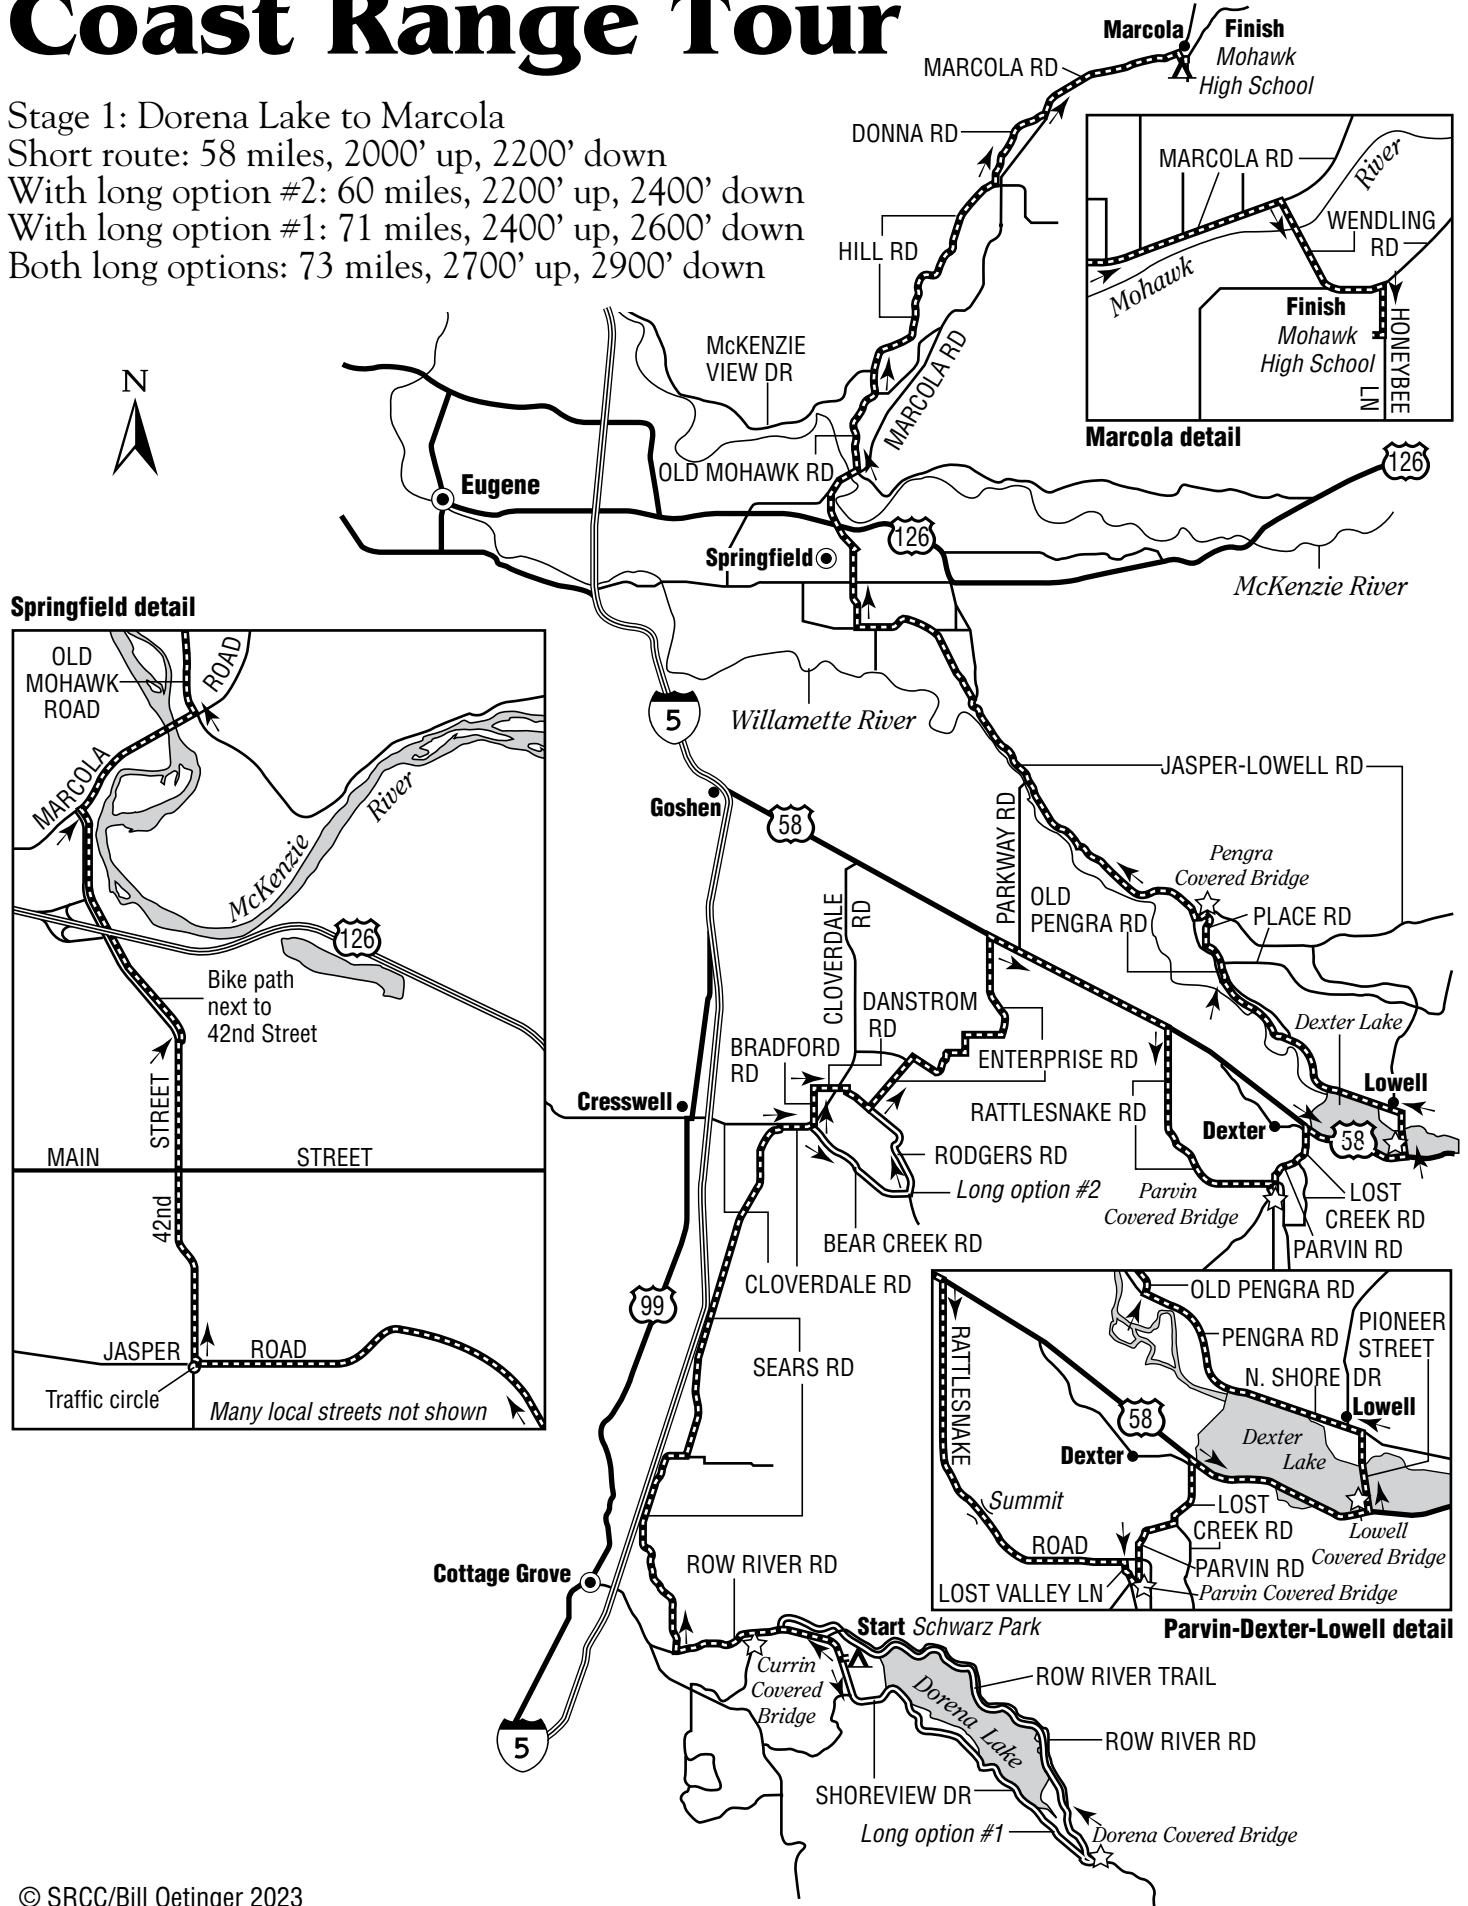 Coast Range Tour
Stage 1: Dorena Lake to Marcola
Short route: 58 miles, 2000’ up, 2200’ down
With long option #2: 60 miles, 2200’ up, 2400’ down
With long option #1: 71 miles, 2400’ up, 2600’ down
Both long options: 73 miles, 2700’ up, 2900’ down
Marcola
Finish
Mohawk
High School
MARCOLA RD
DONNA RD
HILL RD
McKENZIE
VIEW DR
MARCOLA RD
OLD MOHAWK RD
N
Eugene
Springfield
126
126
McKenzie River
Willamette River
5
Goshen
58
JASPER-LOWELL RD
PARKWAY RD
Pengra
Covered Bridge
OLD
PENGRA RD
PLACE RD
CLOVERDALE
RD
DANSTROM
RD
BRADFORD
RD
ENTERPRISE RD
Dexter Lake
Lowell
RATTLESNAKE RD
Dexter
58
Cresswell
RODGERS RD
Long option #2
Parvin
Covered Bridge
LOST
CREEK RD
PARVIN RD
BEAR CREEK RD
CLOVERDALE RD
99
SEARS RD
Cottage Grove
ROW RIVER RD
Start Schwarz Park
Currin
Covered
Bridge
Dorena Lake
ROW RIVER TRAIL
ROW RIVER RD
5
SHOREVIEW DR
Long option #1
Dorena Covered Bridge
MARCOLA RD
River
WENDLING
RD
Mohawk
Finish
Mohawk
High School
HONEYBEE
LN
Marcola detail
Springfield detail
OLD
MOHAWK
ROAD
ROAD
MARCOLA
River
McKenzie
126
Bike path
next to
42nd Street
STREET
MAIN
STREET
42nd
JASPER
ROAD
Traffic circle
Many local streets not shown
OLD PENGRA RD
PIONEER
STREET
PENGRA RD
RATTLESNAKE
N. SHORE DR
Lowell
58
Dexter
Dexter
Lake
Summit
LOST
CREEK RD
Lowell
Covered Bridge
ROAD
PARVIN RD
LOST VALLEY LN
Parvin Covered Bridge
Parvin-Dexter-Lowell detail
© SRCC/Bill Oetinger 2023